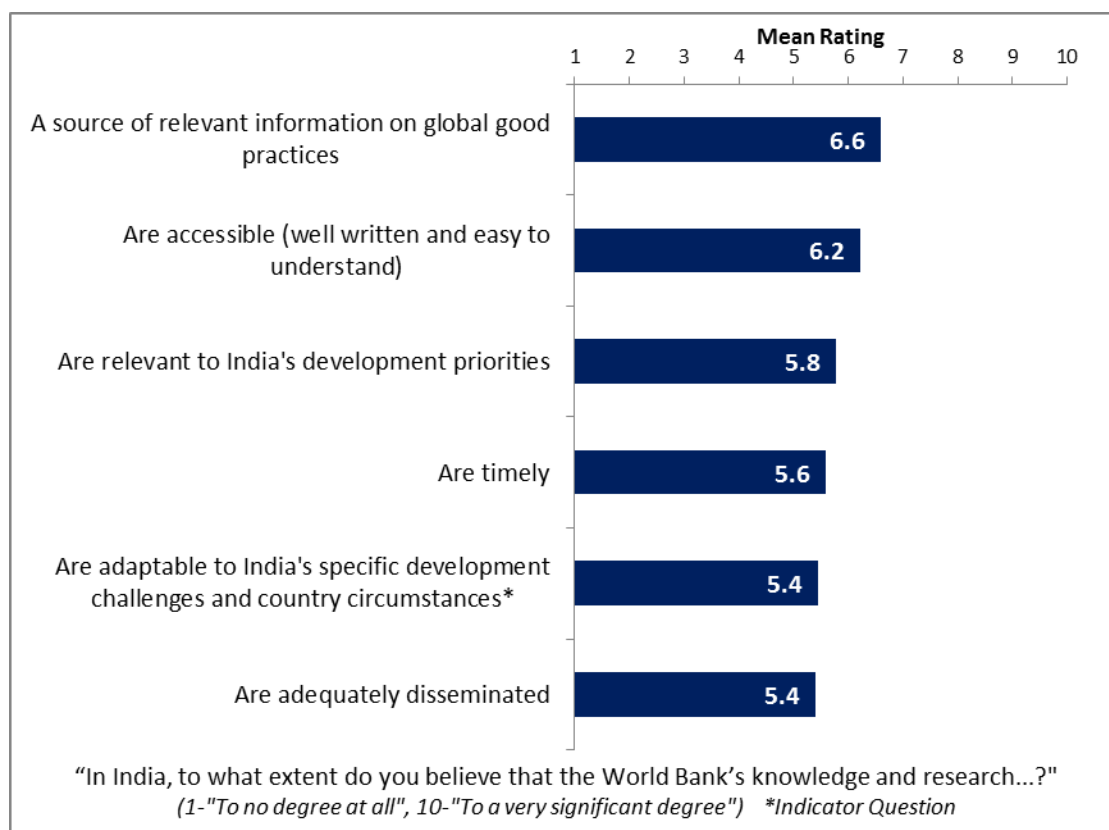 Mean Rating
1 2 3 4 5 6 7 8 9 10
A source of relevant information on global good
practices
6.6
Are accessible (well written and easy to
understand)
6.2
Are relevant to India's development priorities
5.8
Are timely
5.6
Are adaptable to India's specific development
challenges and country circumstances*
5.4
Are adequately disseminated
5.4
“In India, to what extent do you believe that the World Bank’s knowledge and research...?"
(1-"To no degree at all", 10-"To a very significant degree") *Indicator Question